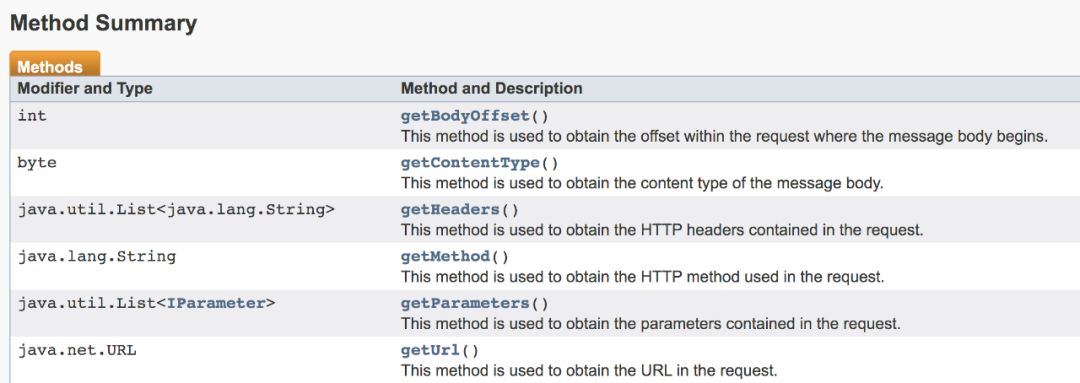 Method Summary
Methods
Modifier and Type Method and Description
int getBodyOffset()
This method is used to obtain the offset within the request where the message body begins.
byte getContentType()
This method is used to obtain the content type of the message body.
java.util.List<java.lang.String> getHeaders()
This method is used to obtain the HTTP headers contained in the request.
java.lang.String getMethod()
This method is used to obtain the HTTP method used in the request.
java.util.List<IParameter> getParameters()
This method is used to obtain the parameters contained in the request.
java.net.URL getUrl()
This method is used to obtain the URL in the request.